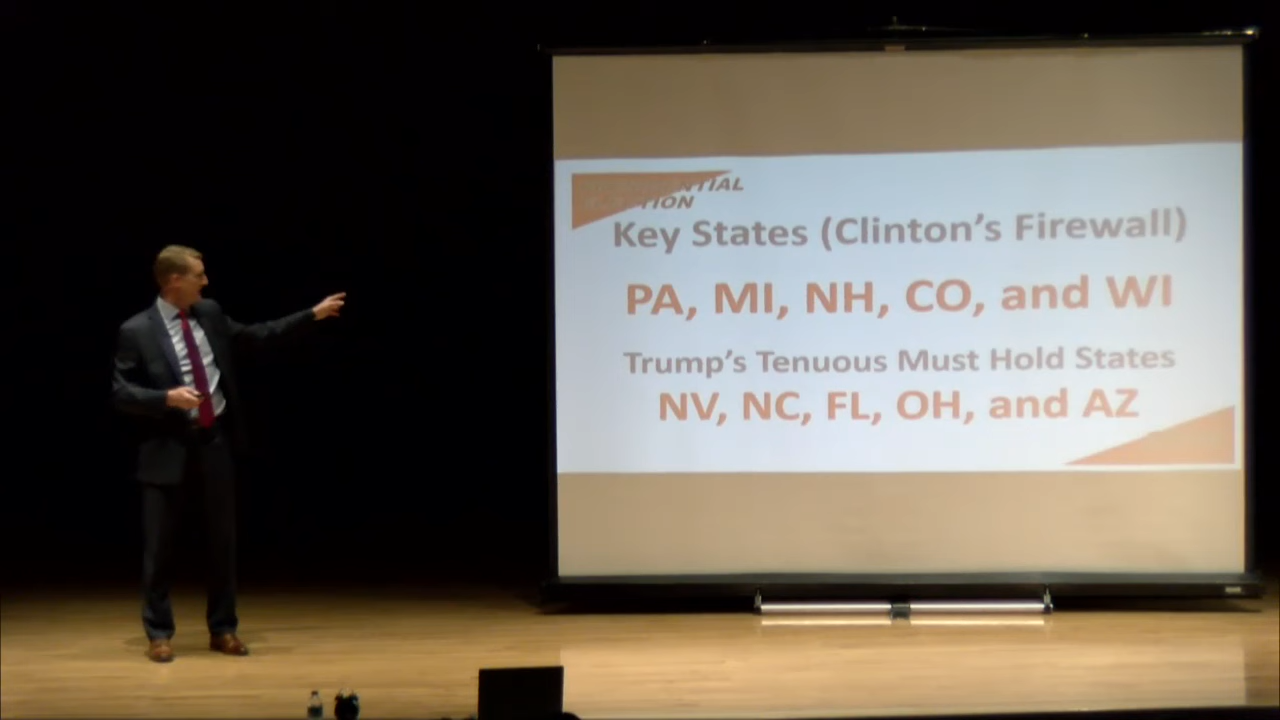 Key States (Clinton's Firewall)
PA, MI, NH, CO, and WI
Trump's Tenuous Must Hold States
NV, NC, FL, OH, and AZ